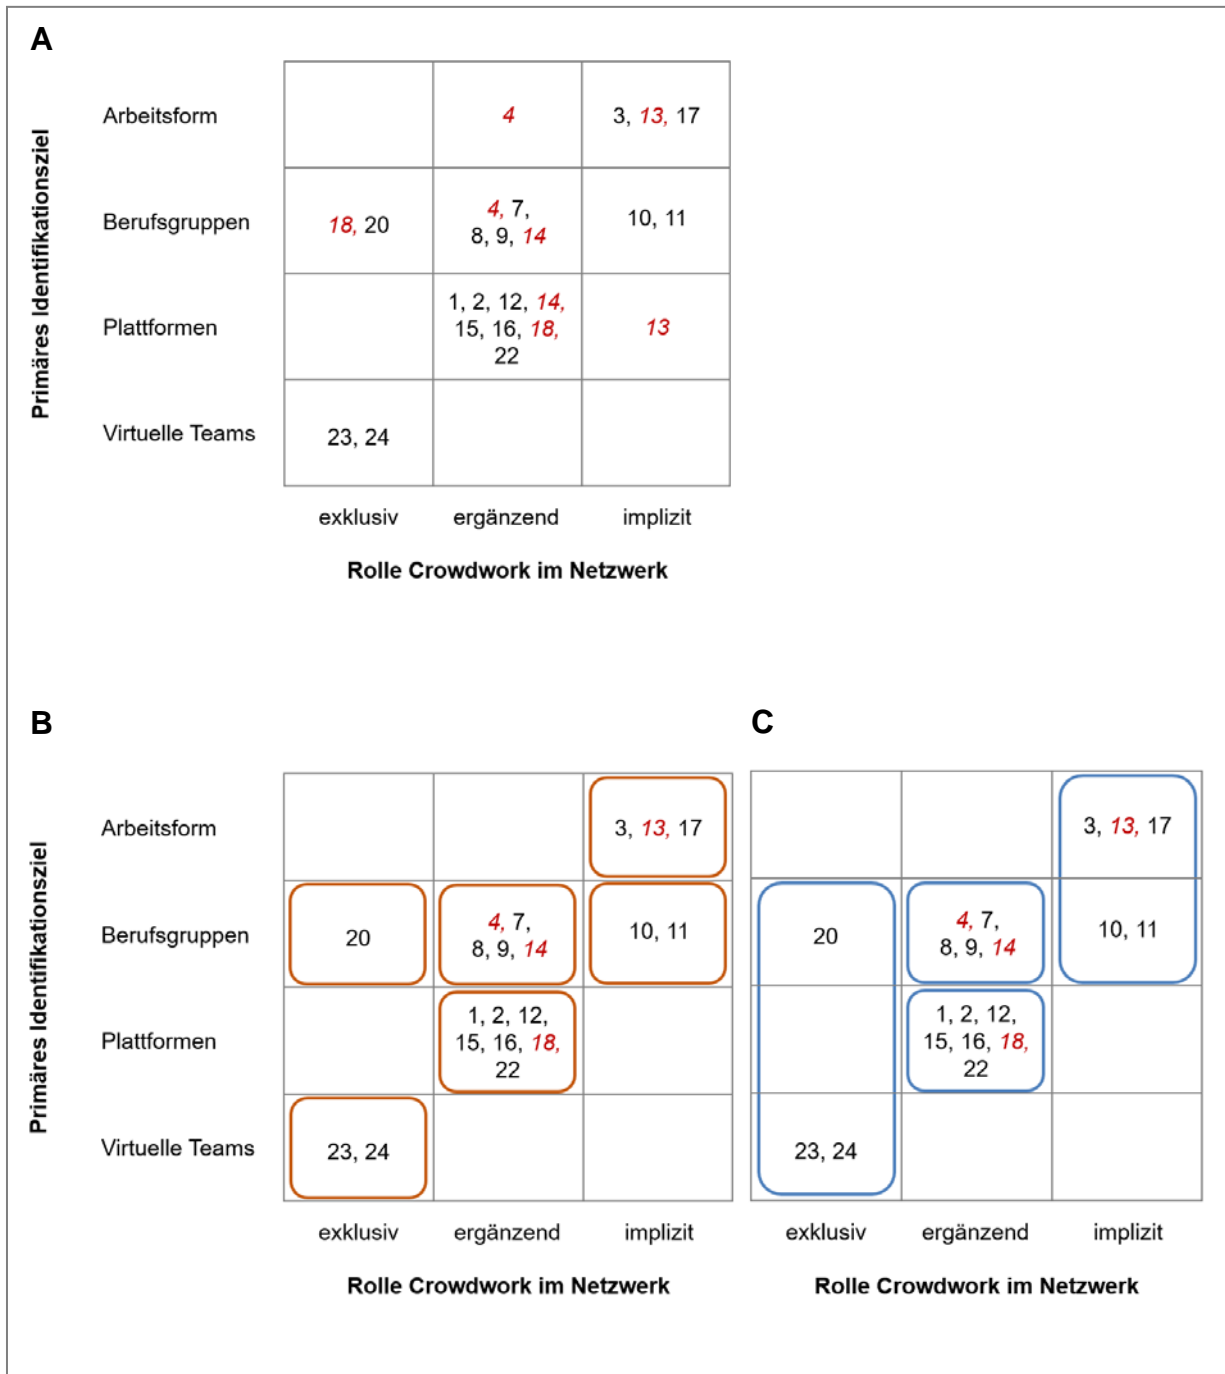 A
Primäres Identifikationsziel
Arbeitsform
4
3, 13, 17
Berufsgruppen
18, 20
4, 7,
8, 9, 14
10, 11
Plattformen
1, 2, 12, 14,
15, 16, 18,
22
13
Virtuelle Teams
23, 24
exklusiv
ergänzend
implizit
Rolle Crowdwork im Netzwerk
B
Primäres Identifikationsziel
Arbeitsform
3, 13, 17
Berufsgruppen
20
4, 7,
8, 9, 14
10, 11
Plattformen
1, 2, 12,
15, 16, 18,
22
Virtuelle Teams
23, 24
exklusiv
ergänzend
implizit
Rolle Crowdwork im Netzwerk
C
3, 13, 17
20
4, 7,
8, 9, 14
10, 11
1, 2, 12,
15, 16, 18,
22
23, 24
exklusiv
ergänzend
implizit
Rolle Crowdwork im Netzwerk